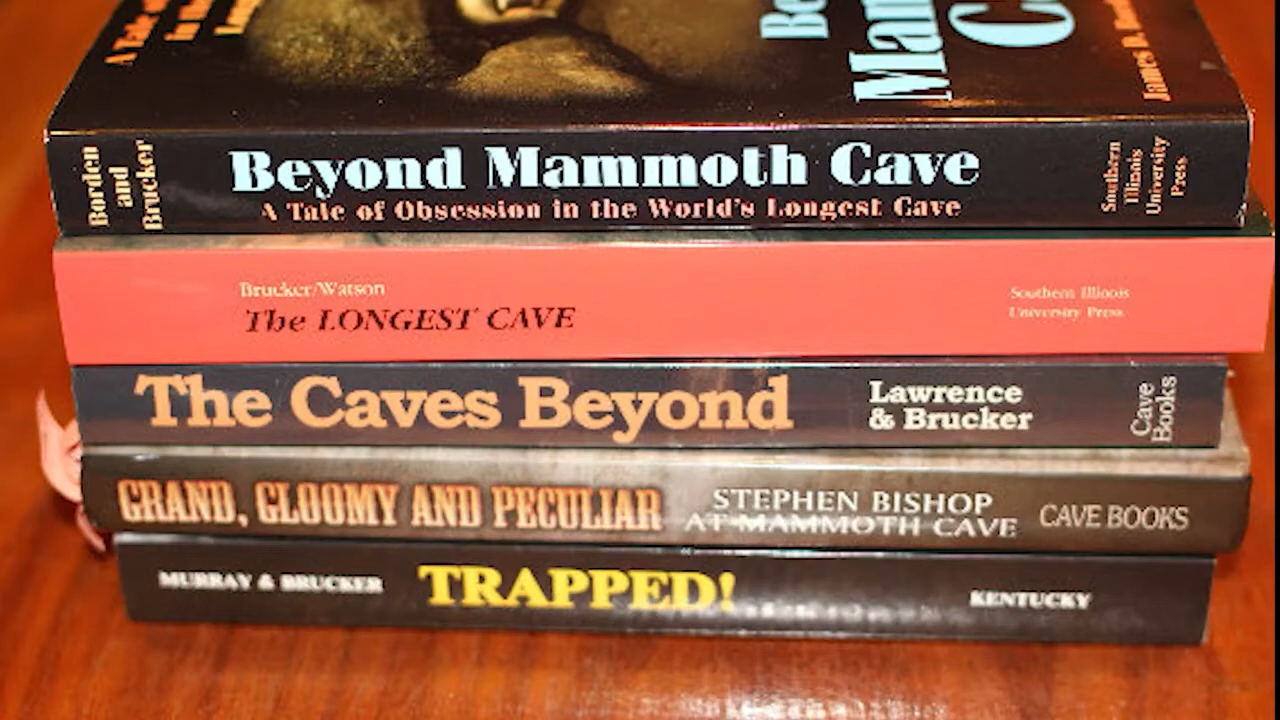 Be
Mam
C
Borden
and
Brucker
Beyond Mammoth Cave
A Tale of Obsession in the World's Longest Cave
Southern
Illinois
University
Press
Brucker/Watson
The LONGEST CAVE
Southern Illinois
University Press
The Caves Beyond
Lawrence
& Brucker
Cave
Books
GRAND, GLOOMY AND PECULIAR
STEPHEN BISHOP
AT MAMMOTH CAVE
CAVE BOOKS
MURRAY & BRUCKER
TRAPPED!
KENTUCKY